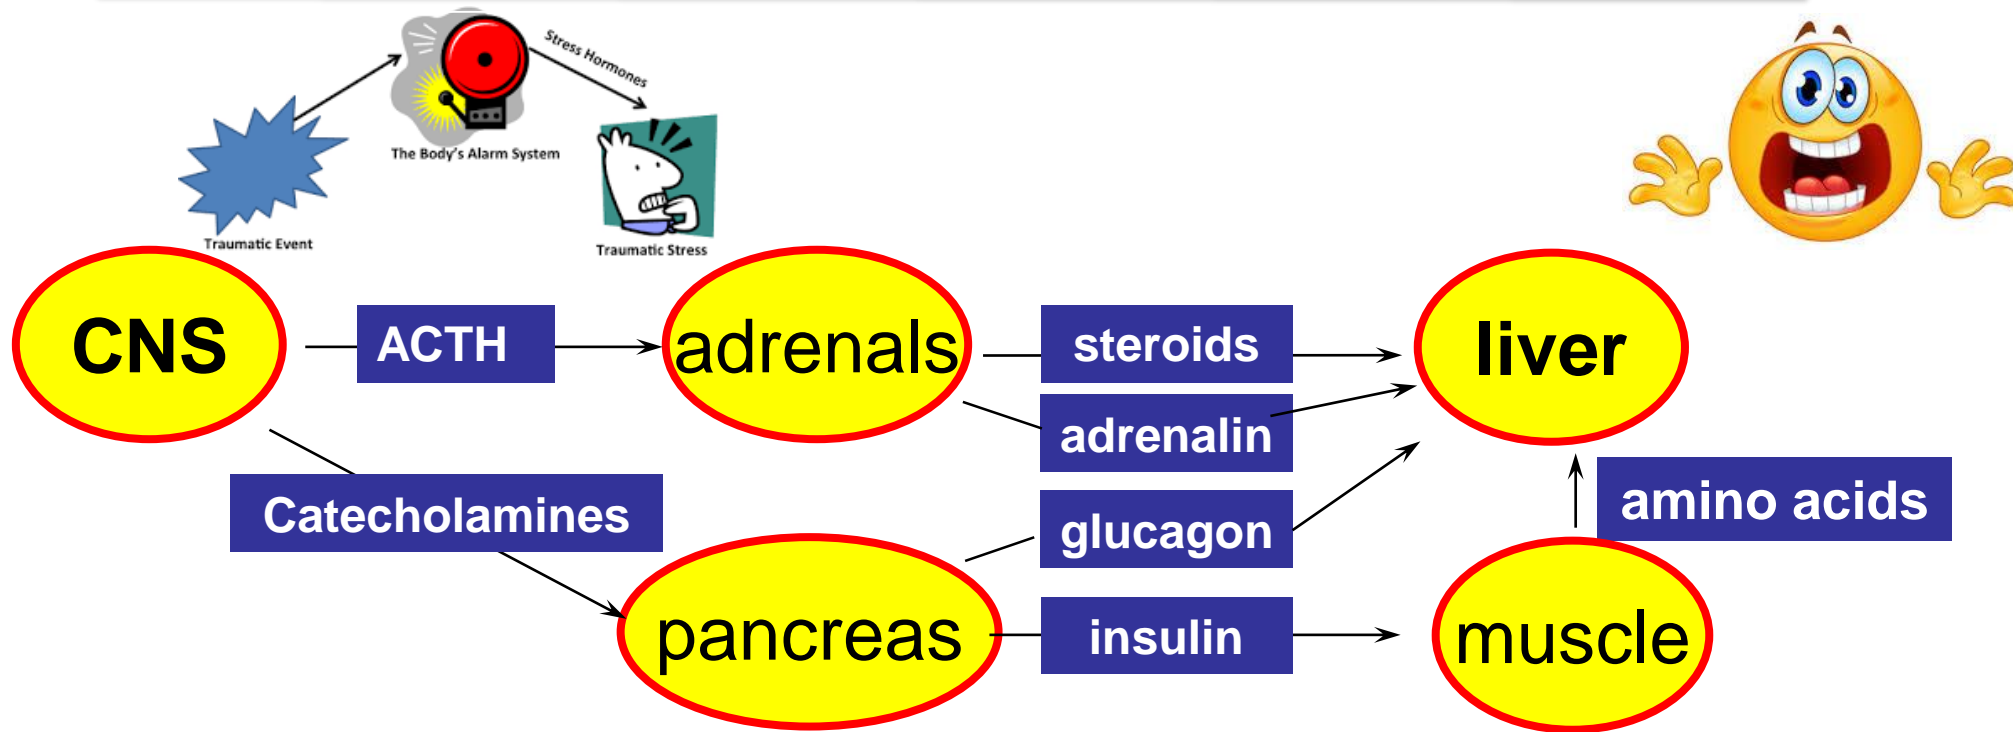 Stress Hormones
The Body's Alarm System
Traumatic Event
Traumatic Stress
CNS
ACTH
adrenals
steroids
liver
adrenalin
Catecholamines
glucagon
amino acids
pancreas
insulin
muscle